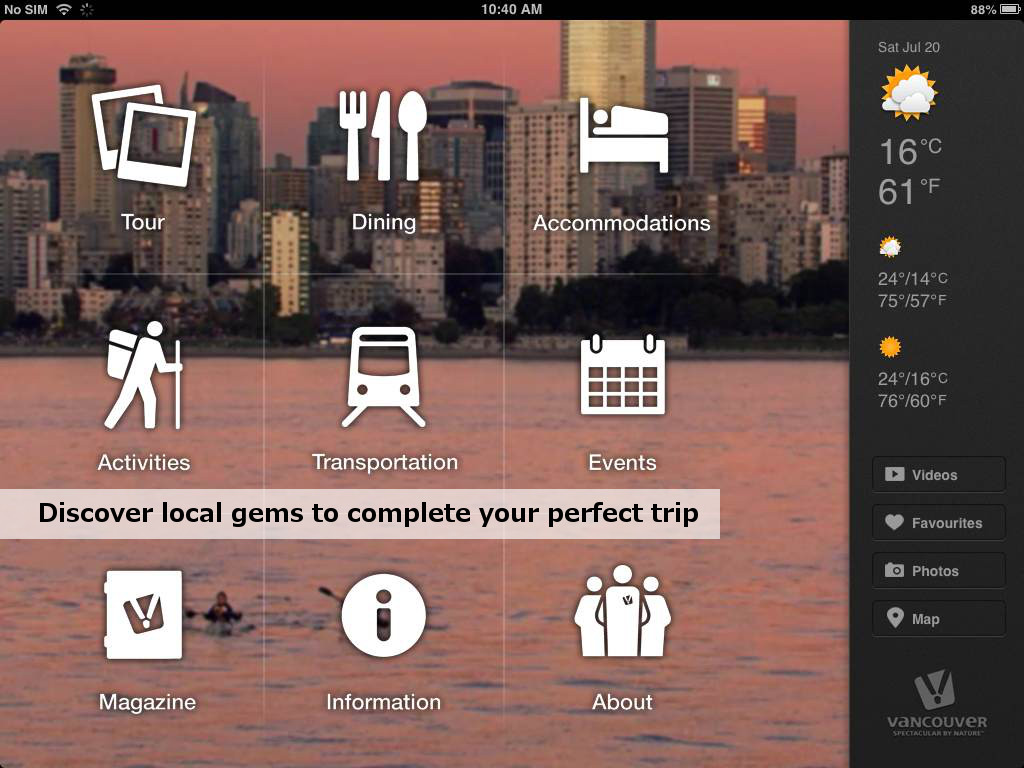 No SIM 10:40 AM 88%
Tour Dining Accommodations
Activities Transportation Events
Discover local gems to complete your perfect trip
Magazine Information About
Sat Jul 20
16°C
61°F
24°/14°C
75°/57°F
24°/16°C
76°/60°F
Videos
Favourites
Photos
Map
VANCOUVER
SPECTACULAR BY NATURE™